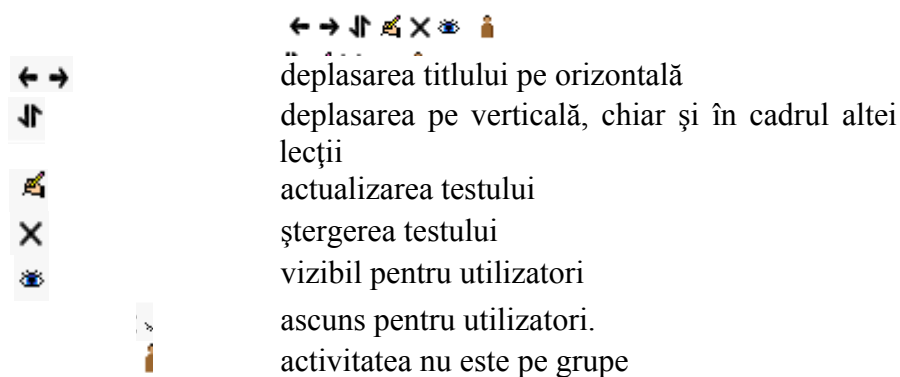 deplasarea titlului pe orizontală
deplasarea pe verticală, chiar şi în cadrul altei
lecţii
actualizarea testului
ştergerea testului
vizibil pentru utilizatori
ascuns pentru utilizatori.
activitatea nu este pe grupe